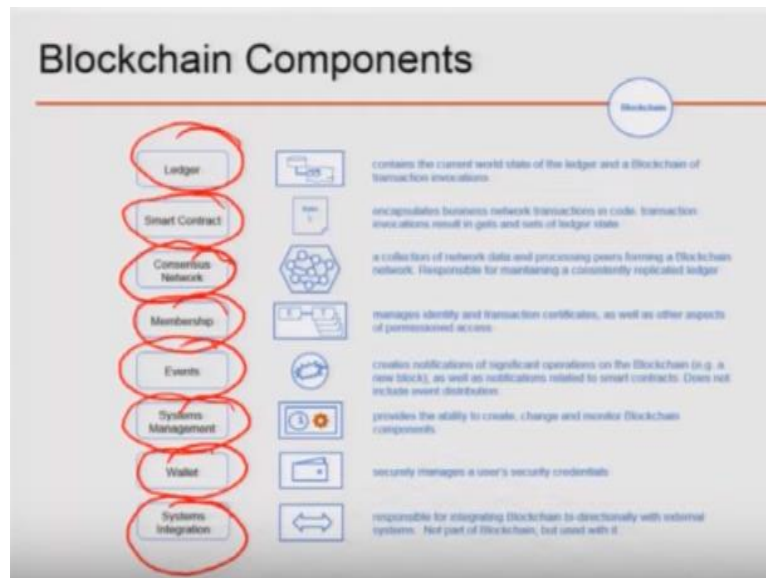 Blockchain Components
Blockchain
Ledger
contains the current world state of the ledger and a Blockchain of
transaction invocations
Smart Contract
encapsulates business network transactions in code. transaction
invocations result in gets and sets of ledger state
Consensus
Network
a collection of network data and processing peers forming a Blockchain
network. Responsible for maintaining a consistently replicated ledger
Membership
manages identity and transaction certificates, as well as other aspects
of permissioned access
Events
creates notifications of significant operations on the Blockchain (e.g. a
new block), as well as notifications related to smart contracts. Does not
include event distribution.
Systems
Management
provides the ability to create, change and monitor Blockchain
components
Wallet
securely manages a user's security credentials
Systems
Integration
responsible for integrating Blockchain bi-directionally with external
systems. Not part of Blockchain, but used with it.